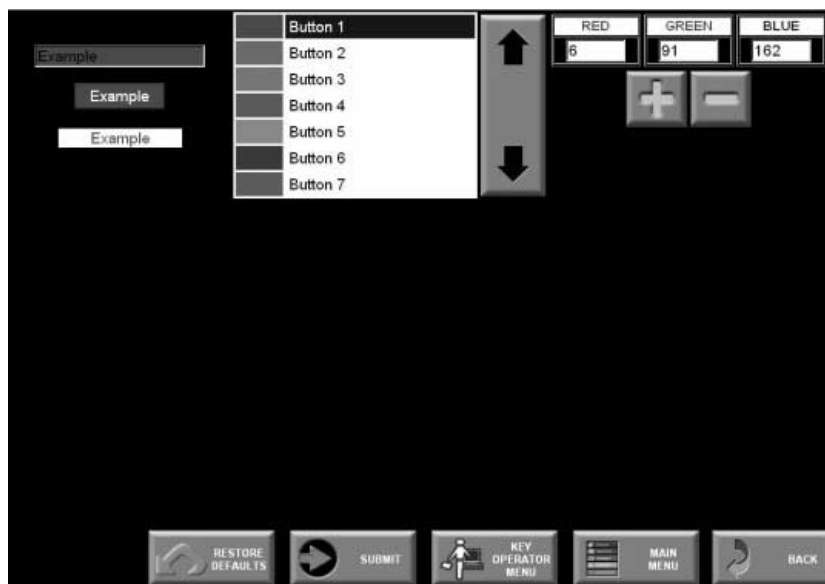 Example
Example
Example
Button 1
Button 2
Button 3
Button 4
Button 5
Button 6
Button 7
RED
GREEN
BLUE
6
91
162
RESTORE
DEFAULTS
SUBMIT
KEY
OPERATOR
MENU
MAIN
MENU
BACK